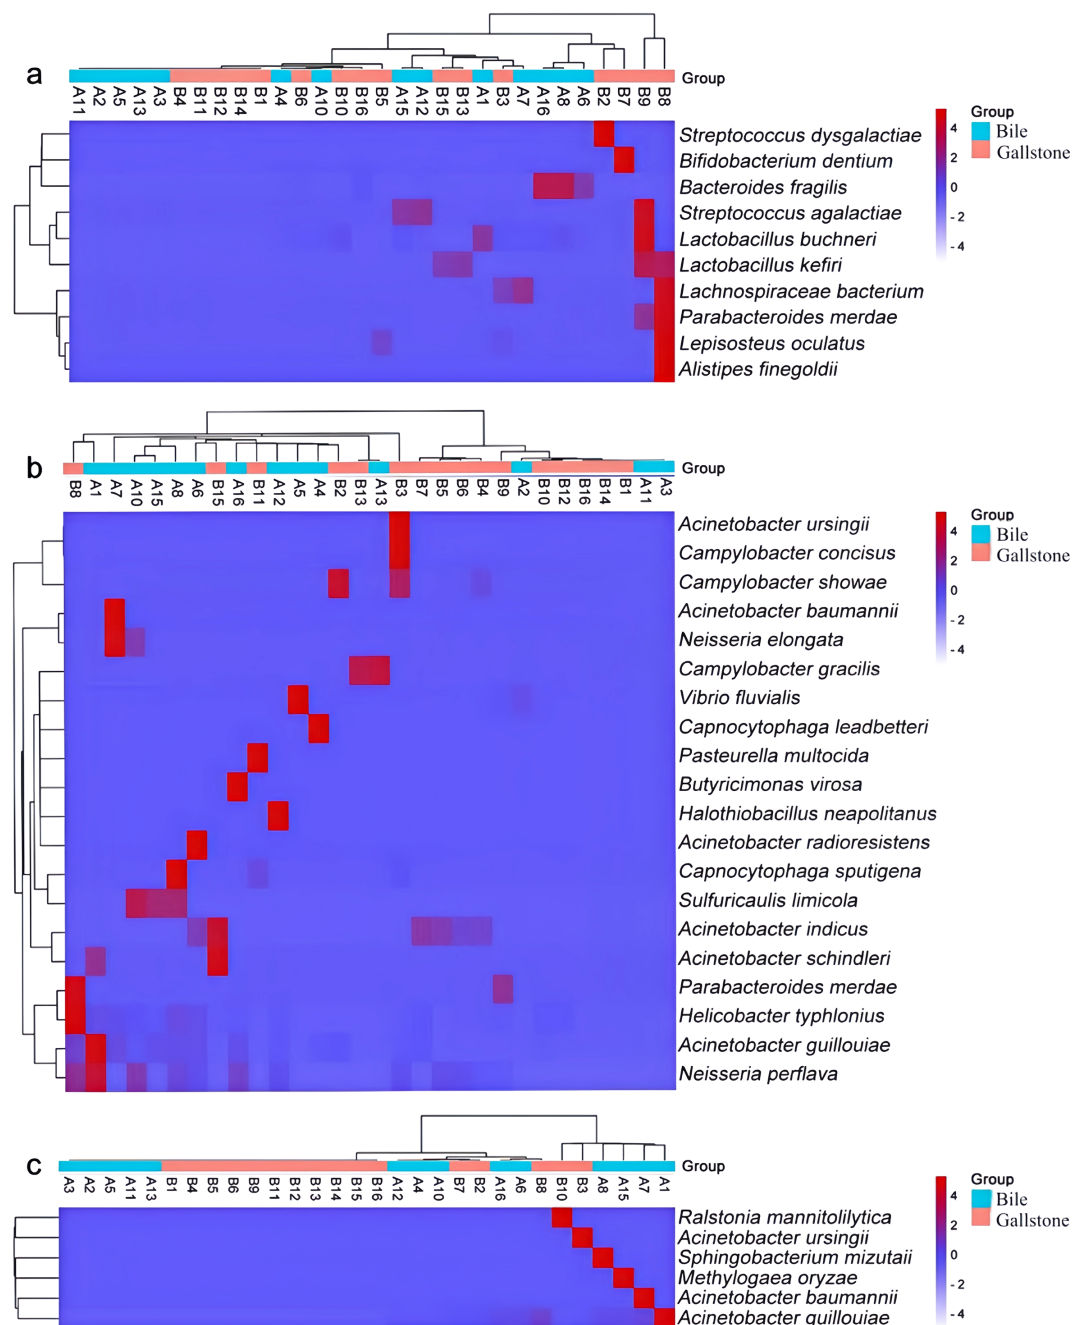 a
Group
A11 A2 A5 A13 A3 B4 B11 B12 B14 B1 A4 B6 A10 B10 B16 B5 A15 A12 B15 B13 A1 B3 A7 A16 A8 A6 B2 B7 B9 B8
Streptococcus dysgalactiae
Bifidobacterium dentium
Bacteroides fragilis
Streptococcus agalactiae
Lactobacillus buchneri
Lactobacillus kefiri
Lachnospiraceae bacterium
Parabacteroides merdae
Lepisosteus oculatus
Alistipes finegoldii
4
2
0
- 2
- 4
Group
Bile
Gallstone
b
Group
B8 A1 A7 A10 A15 A8 A6 B15 A16 B11 A12 A5 A4 B2 B13 A13 B3 B7 B5 B6 B4 B9 A2 B10 B12 B16 B14 B1 A11 A3
Acinetobacter ursingii
Campylobacter concisus
Campylobacter showae
Acinetobacter baumannii
Neisseria elongata
Campylobacter gracilis
Vibrio fluvialis
Capnocytophaga leadbetteri
Pasteurella multocida
Butyricimonas virosa
Halothiobacillus neapolitanus
Acinetobacter radioresistens
Capnocytophaga sputigena
Sulfuricaulis limicola
Acinetobacter indicus
Acinetobacter schindleri
Parabacteroides merdae
Helicobacter typhlonius
Acinetobacter guillouiae
Neisseria perflava
4
2
0
- 2
- 4
Group
Bile
Gallstone
c
Group
A3 A2 A5 A11 A13 B1 B4 B5 B6 B9 B11 B12 B13 B14 B15 B16 A12 A4 A10 B7 B2 A16 A6 B8 B10 B3 A8 A15 A7 A1
Ralstonia mannitolilytica
Acinetobacter ursingii
Sphingobacterium mizutaii
Methylogaea oryzae
Acinetobacter baumannii
Acinetobacter guillouiae
4
2
0
- 2
- 4
Group
Bile
Gallstone